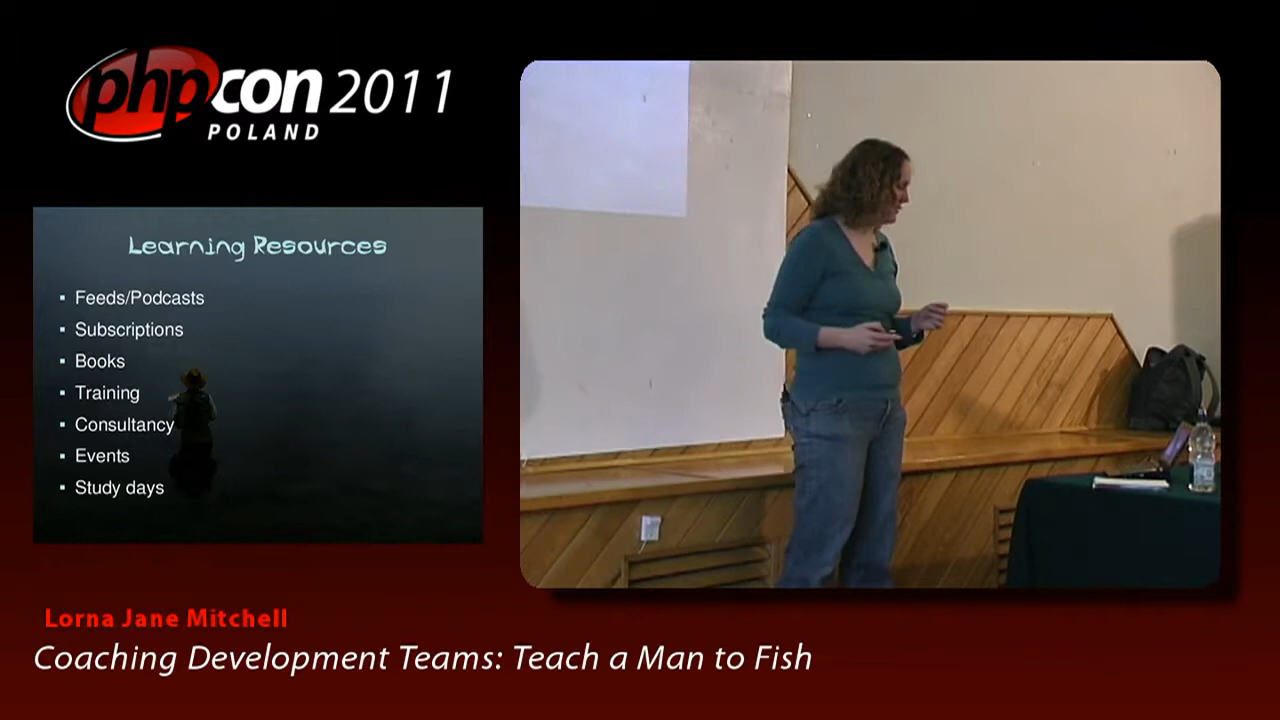 phpcon 2011
POLAND
Learning Resources
▪ Feeds/Podcasts
▪ Subscriptions
▪ Books
▪ Training
▪ Consultancy
▪ Events
▪ Study days
Lorna Jane Mitchell
Coaching Development Teams: Teach a Man to Fish